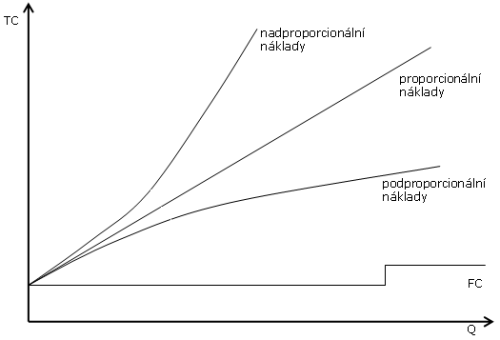 TC
nadproporcionální
náklady
proporcionální
náklady
podproporcionální
náklady
FC
Q